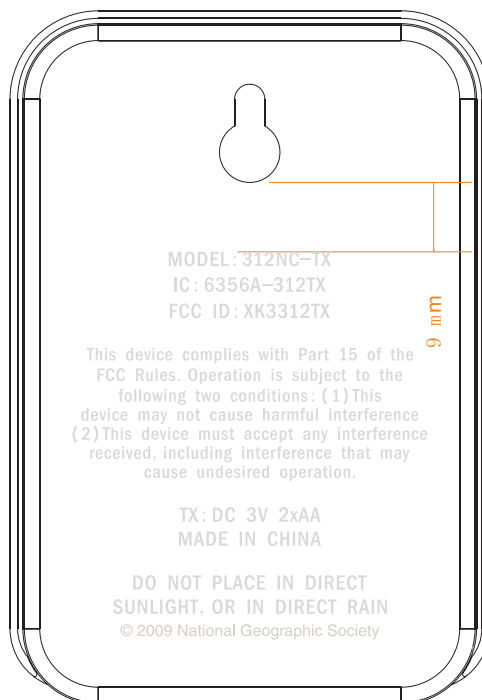 MODEL: 312NC-TX
IC: 6356A-312TX
FCC ID: XK3312TX
9 mm
This device complies with Part 15 of the
FCC Rules. Operation is subject to the
following two conditions: (1) This
device may not cause harmful interference
(2) This device must accept any interference
received, including interference that may
cause undesired operation.
TX: DC 3V 2xAA
MADE IN CHINA
DO NOT PLACE IN DIRECT
SUNLIGHT, OR IN DIRECT RAIN
© 2009 National Geographic Society